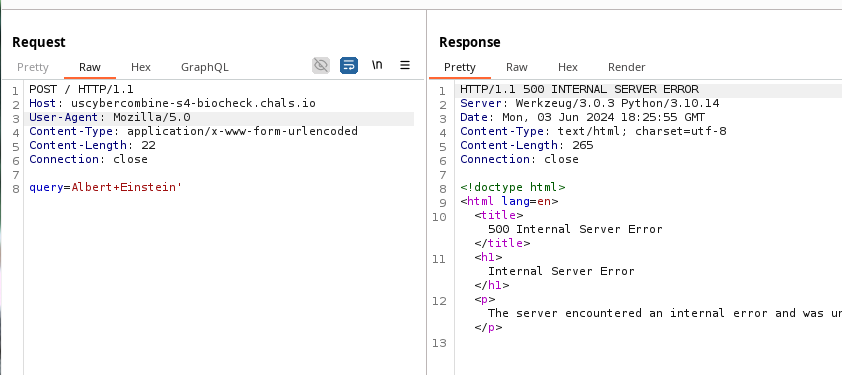 Request
Pretty Raw Hex GraphQL \n
1 POST / HTTP/1.1
2 Host: uscybercombine-s4-biocheck.chals.io
3 User-Agent: Mozilla/5.0
4 Content-Type: application/x-www-form-urlencoded
5 Content-Length: 22
6 Connection: close
7
8 query=Albert+Einstein'
Response
Pretty Raw Hex Render
1 HTTP/1.1 500 INTERNAL SERVER ERROR
2 Server: Werkzeug/3.0.3 Python/3.10.14
3 Date: Mon, 03 Jun 2024 18:25:55 GMT
4 Content-Type: text/html; charset=utf-8
5 Content-Length: 265
6 Connection: close
7
8 <!doctype html>
9 <html lang=en>
10 <title>
500 Internal Server Error
</title>
11 <h1>
Internal Server Error
</h1>
12 <p>
The server encountered an internal error and was
</p>
13